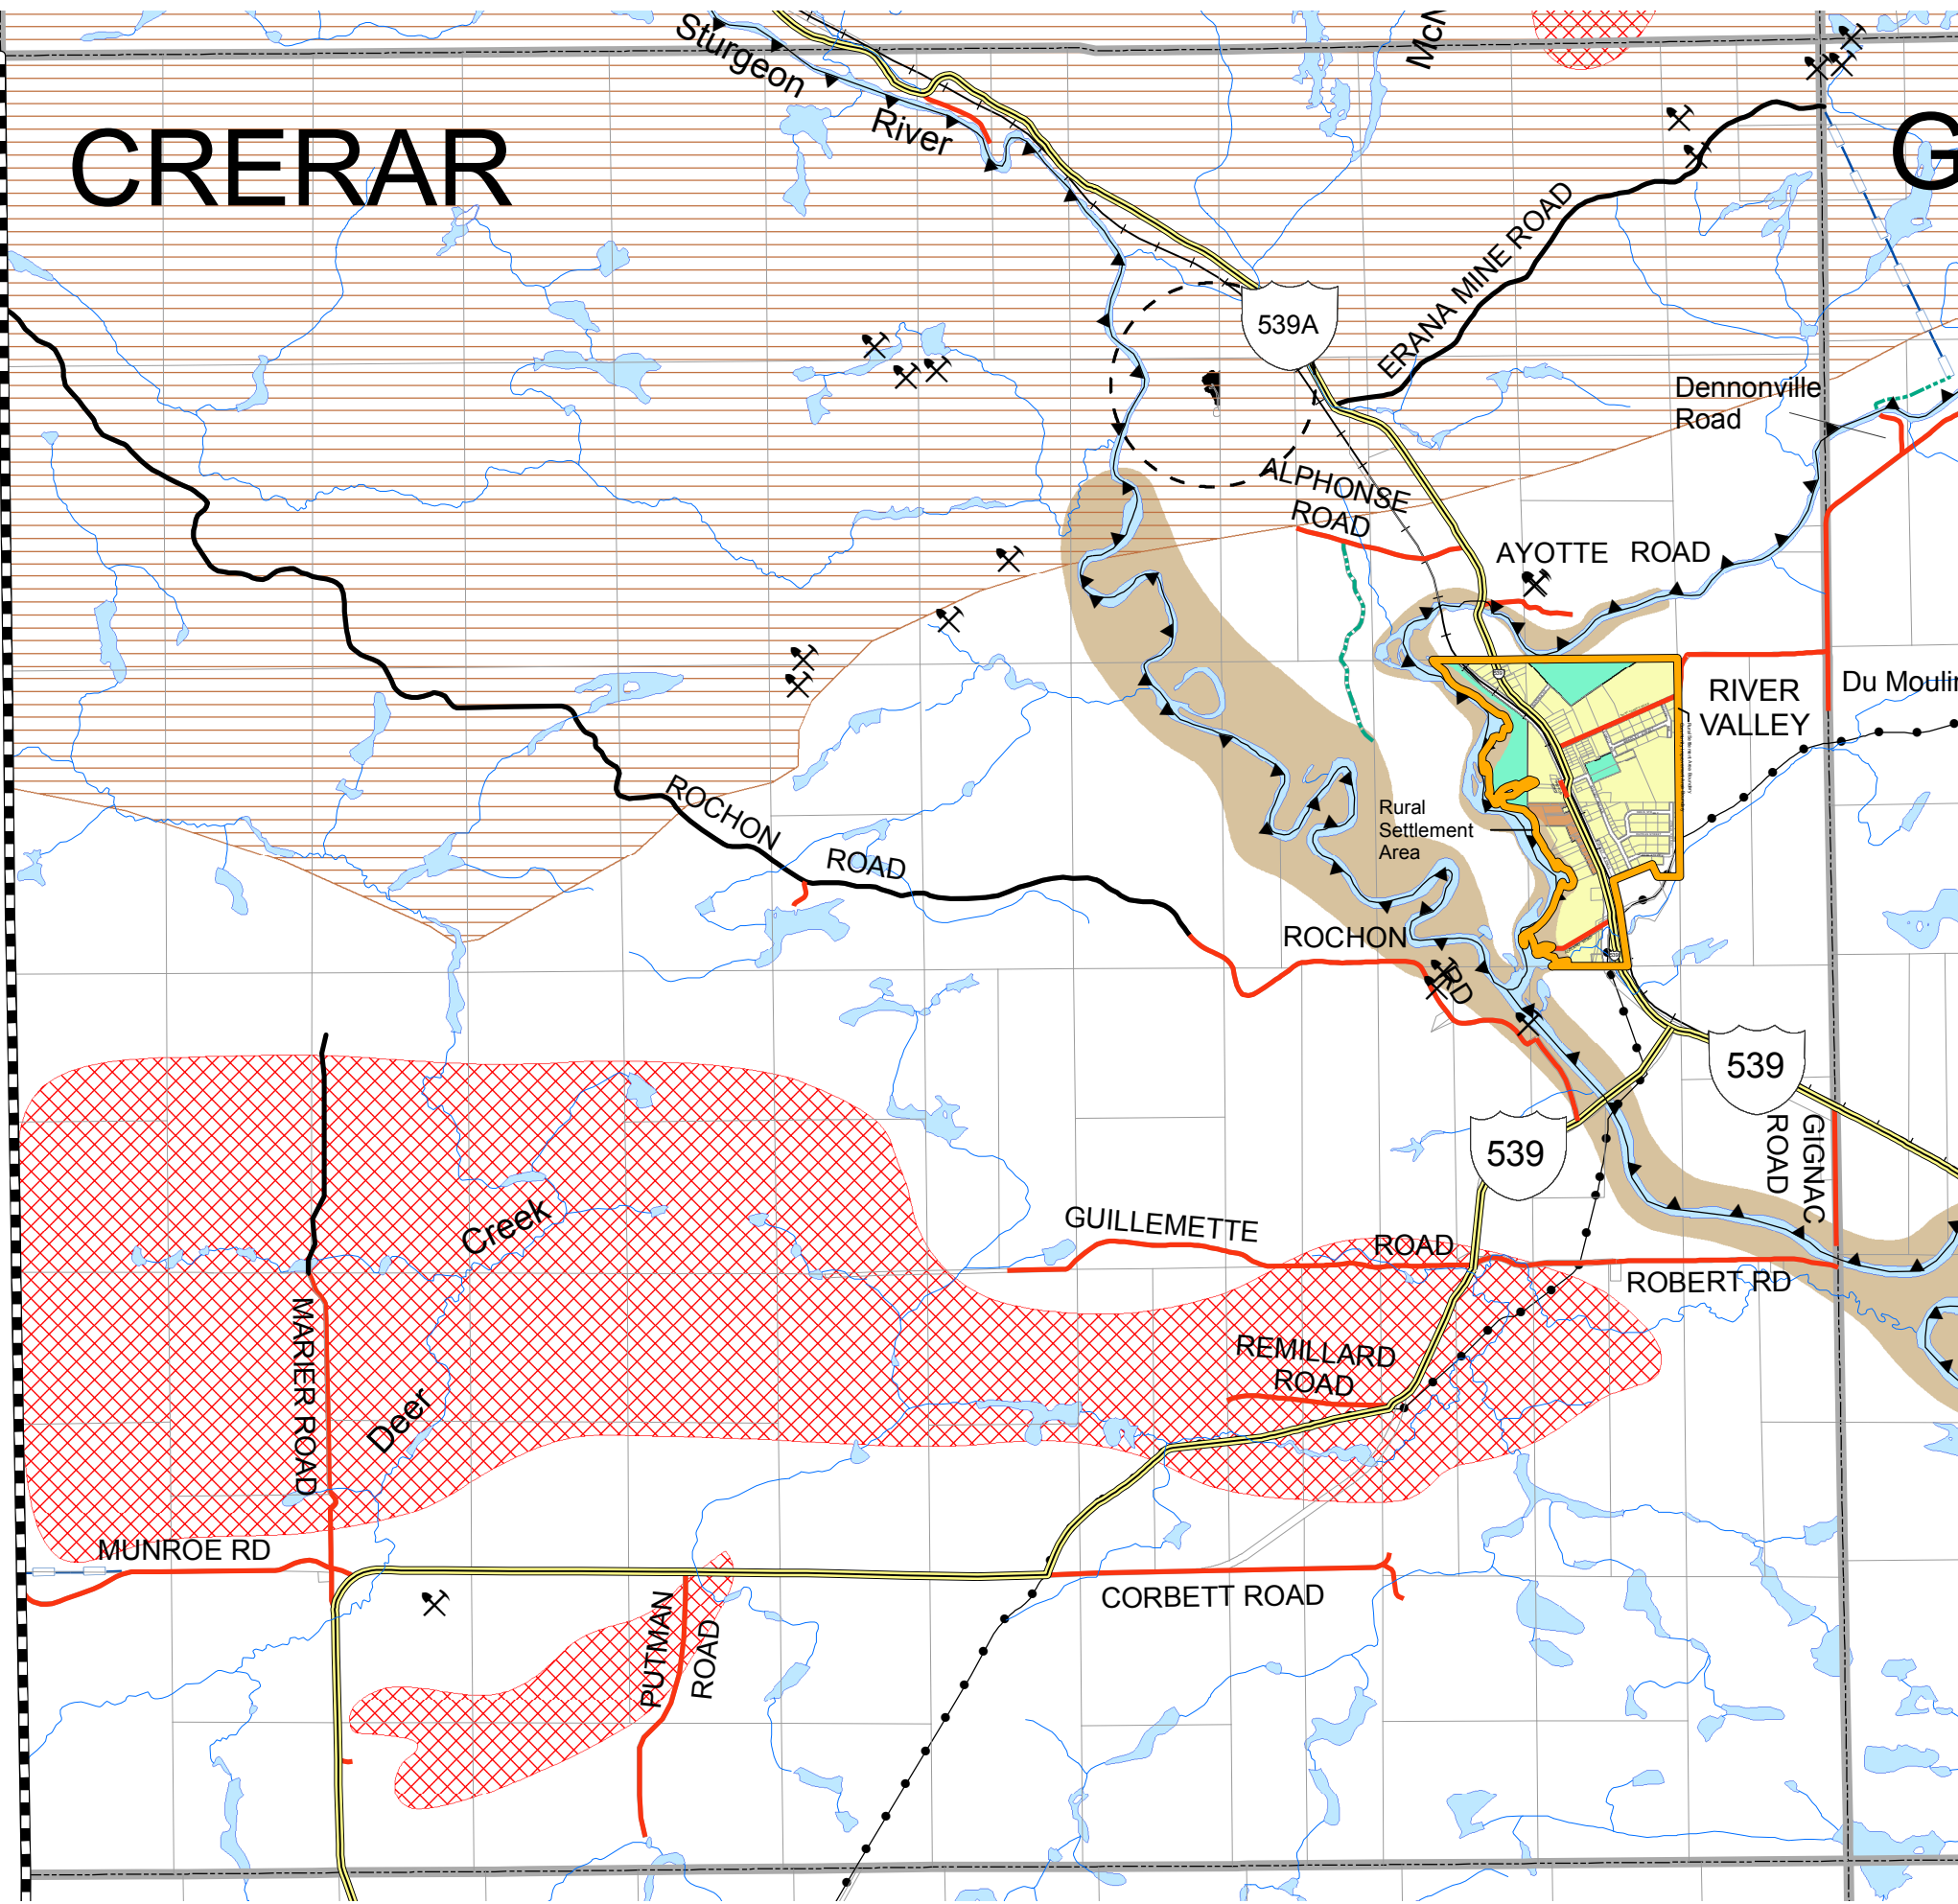 Sturgeon
River
McM
CRERAR
G
539A
ERANA MINE ROAD
Dennonville
Road
ALPHONSE
ROAD
AYOTTE ROAD
RIVER
VALLEY
Du Moulin
Rural
Settlement
Area
ROCHON
ROAD
ROCHON
RD
539
539
GIGNAC
ROAD
Creek
GUILLEMETTE
ROAD
ROBERT RD
REMILLARD
ROAD
MARIER ROAD
Deer
MUNROE RD
CORBETT ROAD
PUTMAN
ROAD